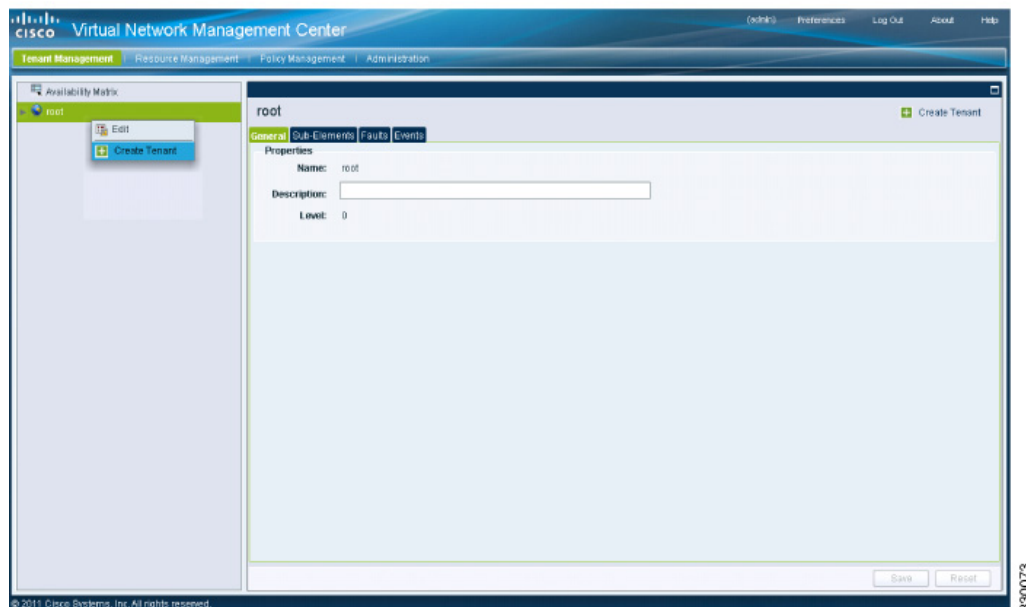 CISCO Virtual Network Management Center
(admin) Preferences Log Out About Help
Tenant Management | Resource Management | Policy Management | Administration
Availability Matrix
root
Edit
Create Tenant
root
Create Tenant
General Sub-Elements Faults Events
Properties
Name: root
Description:
Level: 0
Save Reset
© 2011 Cisco Systems, Inc. All rights reserved.